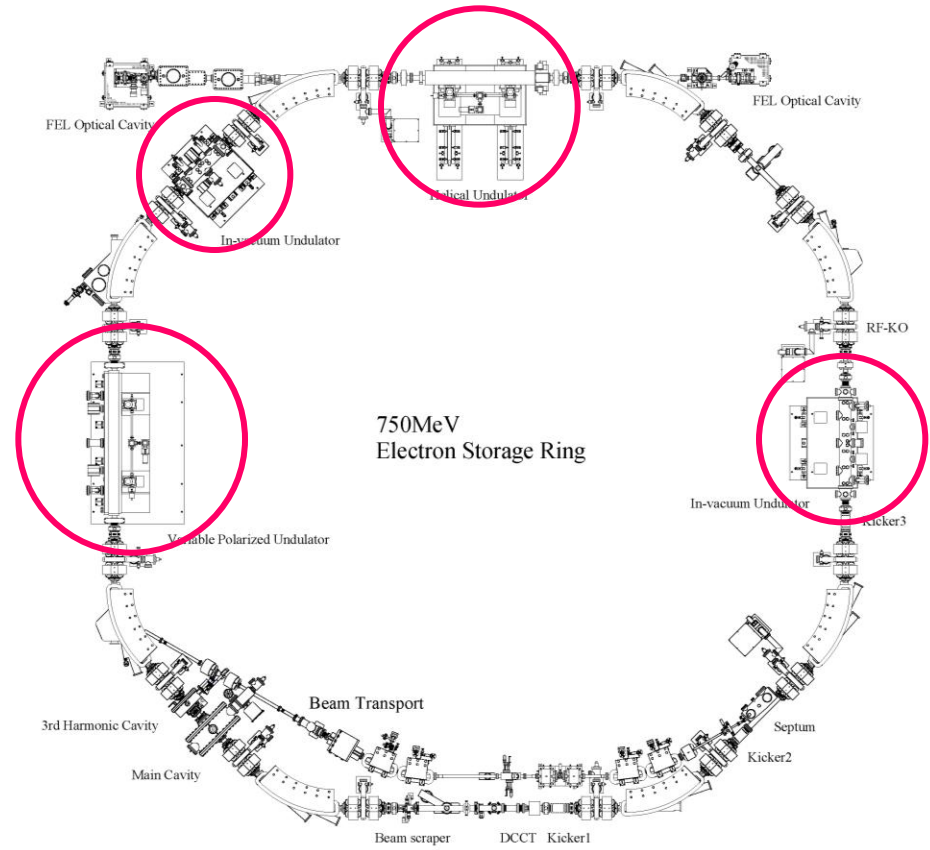 FEL Optical Cavity
FEL Optical Cavity
Helical Undulator
In-vacuum Undulator
RF-KO
750MeV
Electron Storage Ring
In-vacuum Undulator
Kicker3
Variable Polarized Undulator
Beam Transport
3rd Harmonic Cavity
Septum
Kicker2
Main Cavity
Beam scraper
DCCT
Kicker1